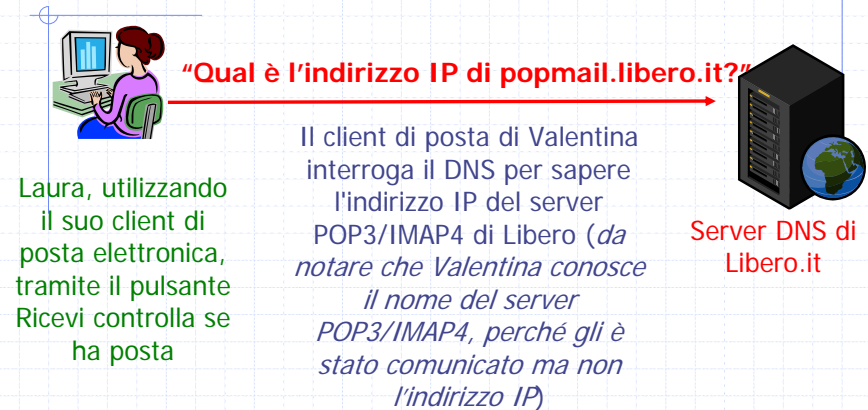 “Qual è l’indirizzo IP di popmail.libero.it?”
Laura, utilizzando
il suo client di
posta elettronica,
tramite il pulsante
Ricevi controlla se
ha posta
Il client di posta di Valentina
interroga il DNS per sapere
l'indirizzo IP del server
POP3/IMAP4 di Libero (da
notare che Valentina conosce
il nome del server
POP3/IMAP4, perché gli è
stato comunicato ma non
l’indirizzo IP)
Server DNS di
Libero.it